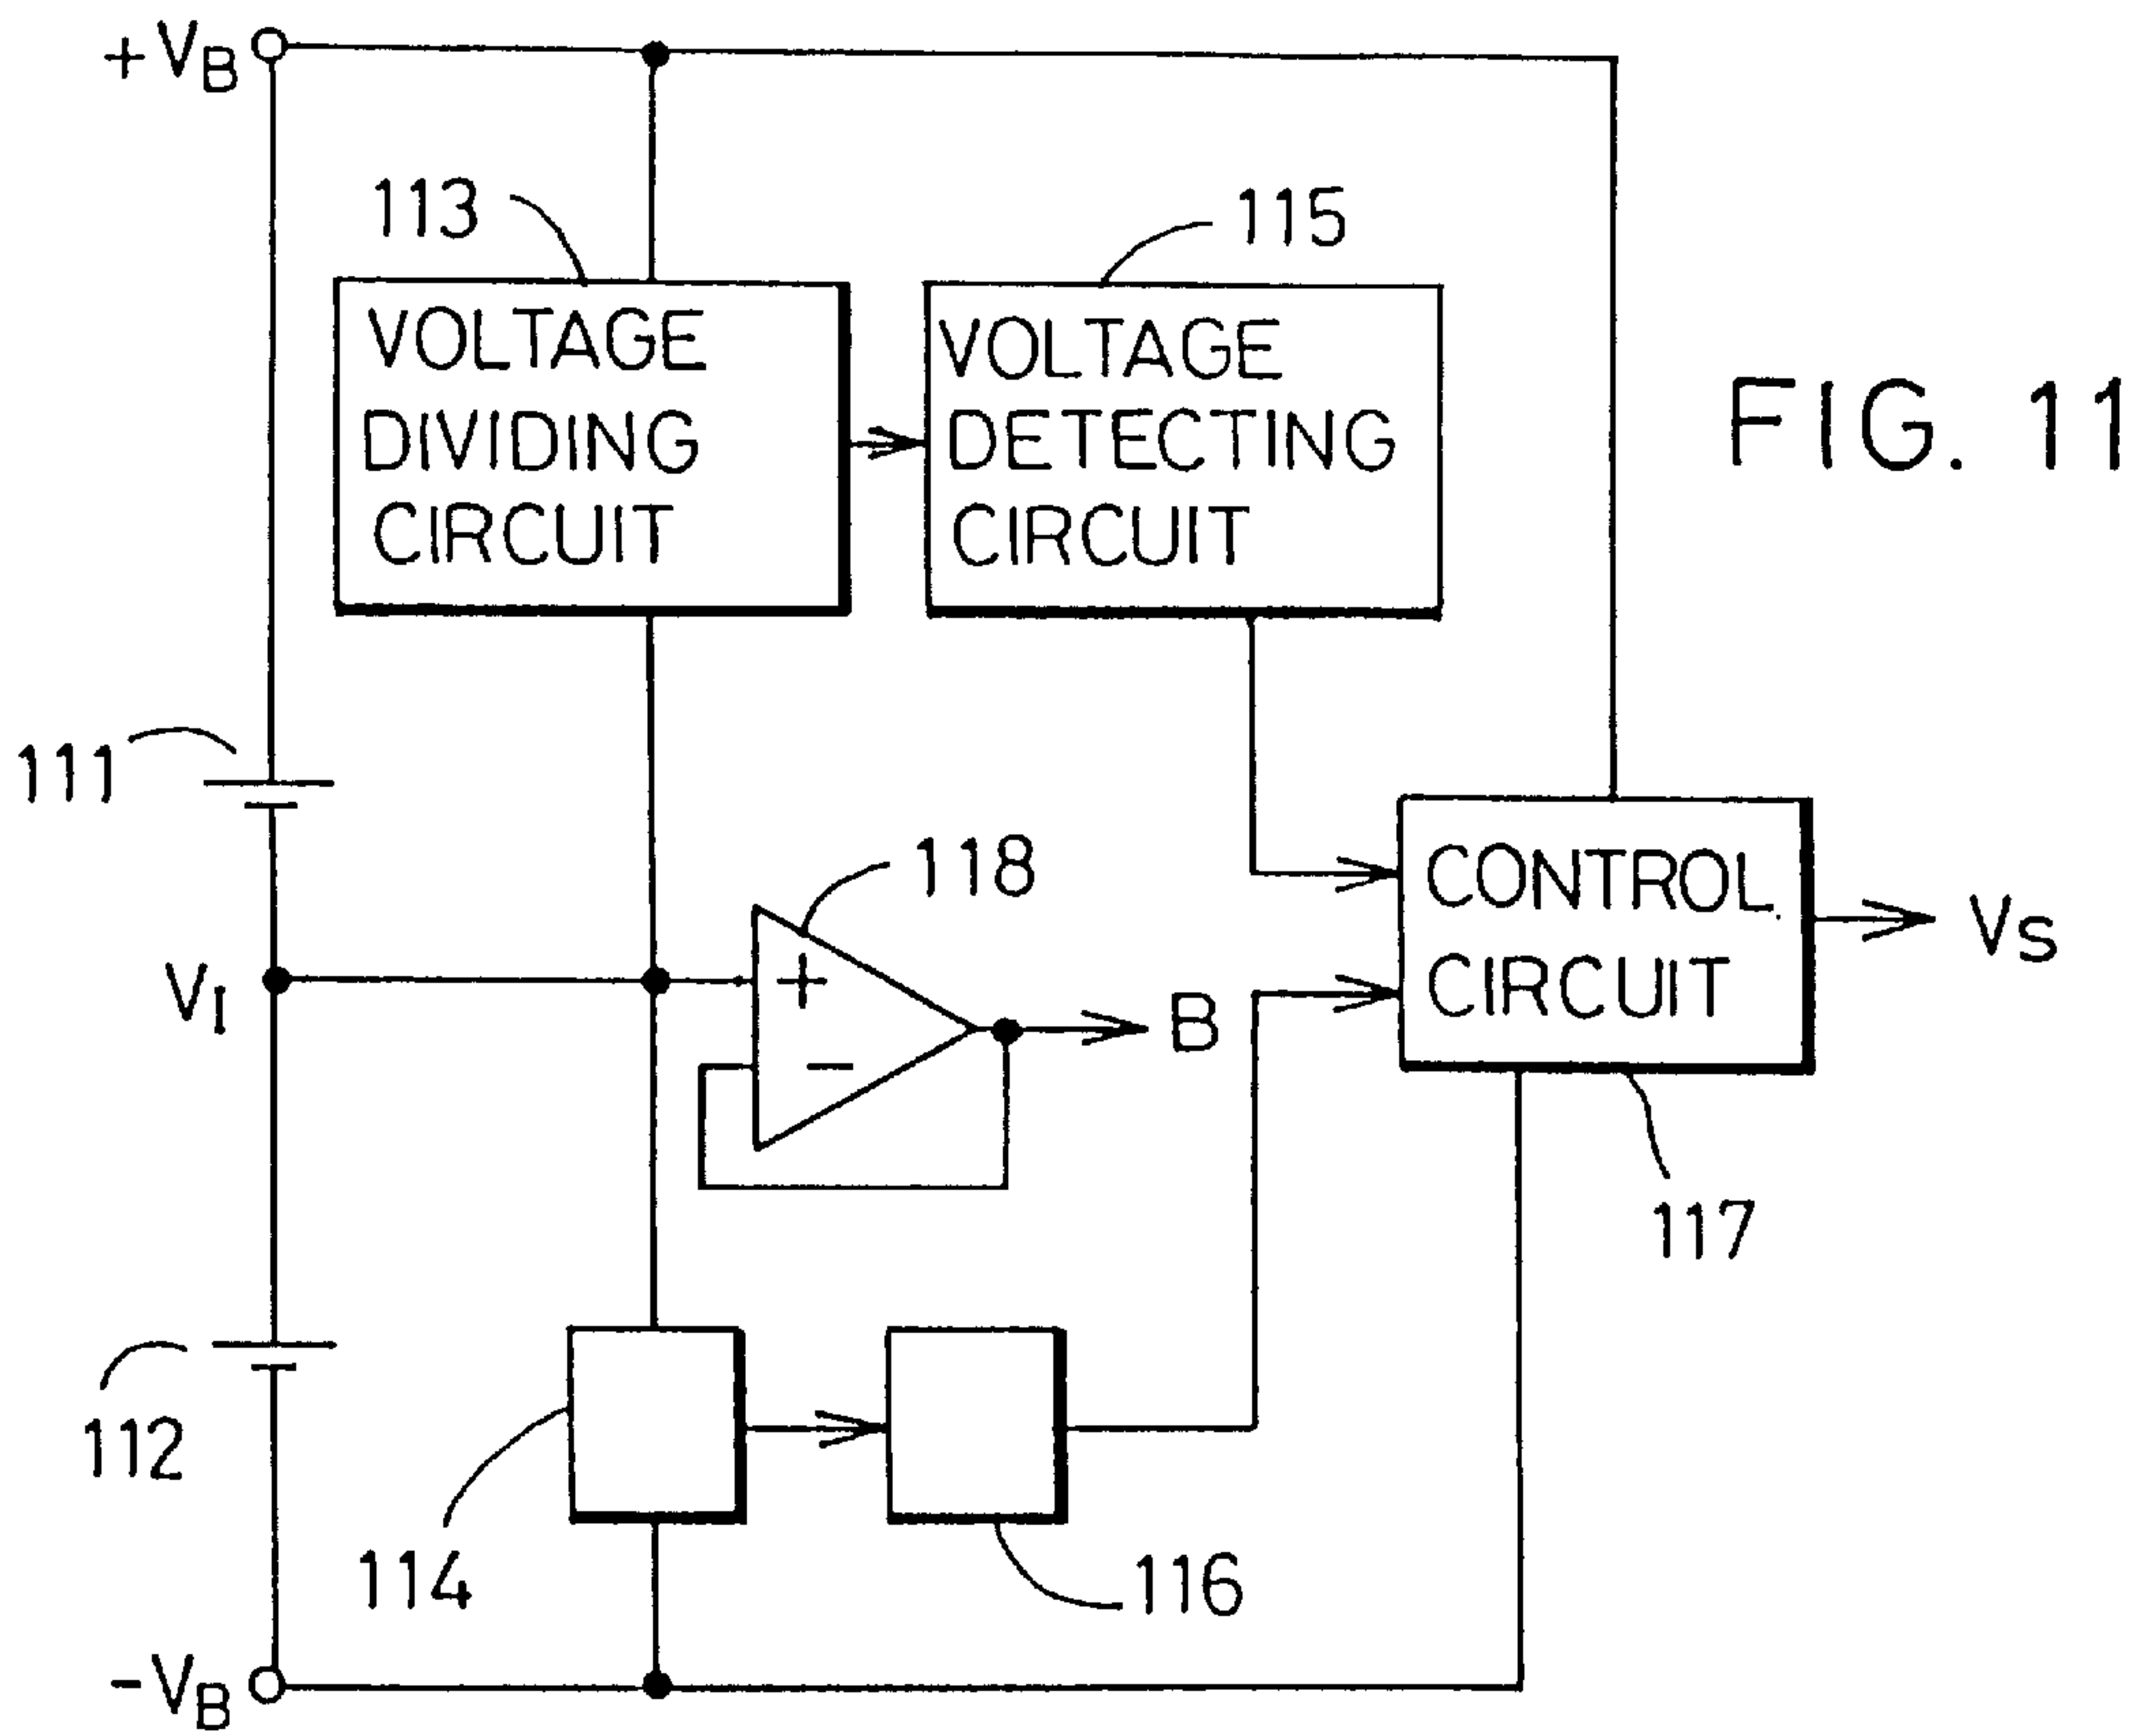 +VB
113
115
VOLTAGE
DIVIDING
CIRCUIT
VOLTAGE
DETECTING
CIRCUIT
FIG. 11
111
118
+
-
B
VI
CONTROL
CIRCUIT
VS
117
112
114
116
-VB